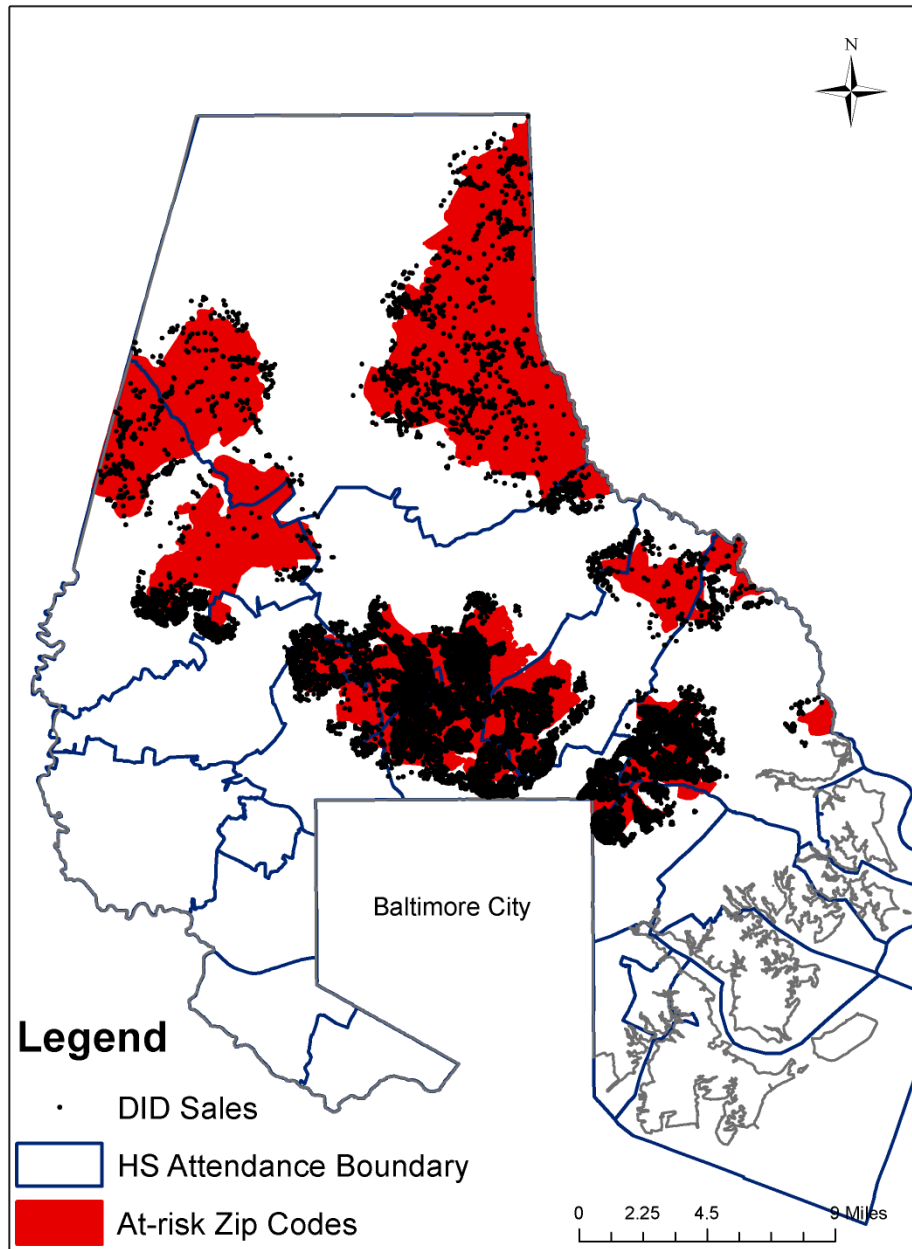 N
Baltimore City
Legend
DID Sales
HS Attendance Boundary
At-risk Zip Codes
0 2.25 4.5 9 Miles